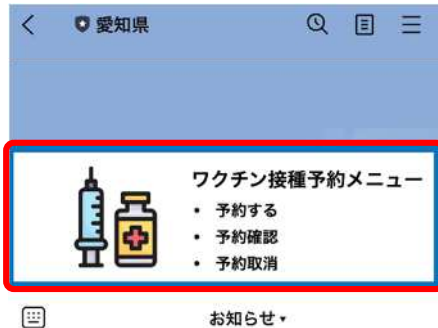 愛知県
ワクチン接種予約メニュー
・ 予約する
・ 予約確認
・ 予約取消
お知らせ▾